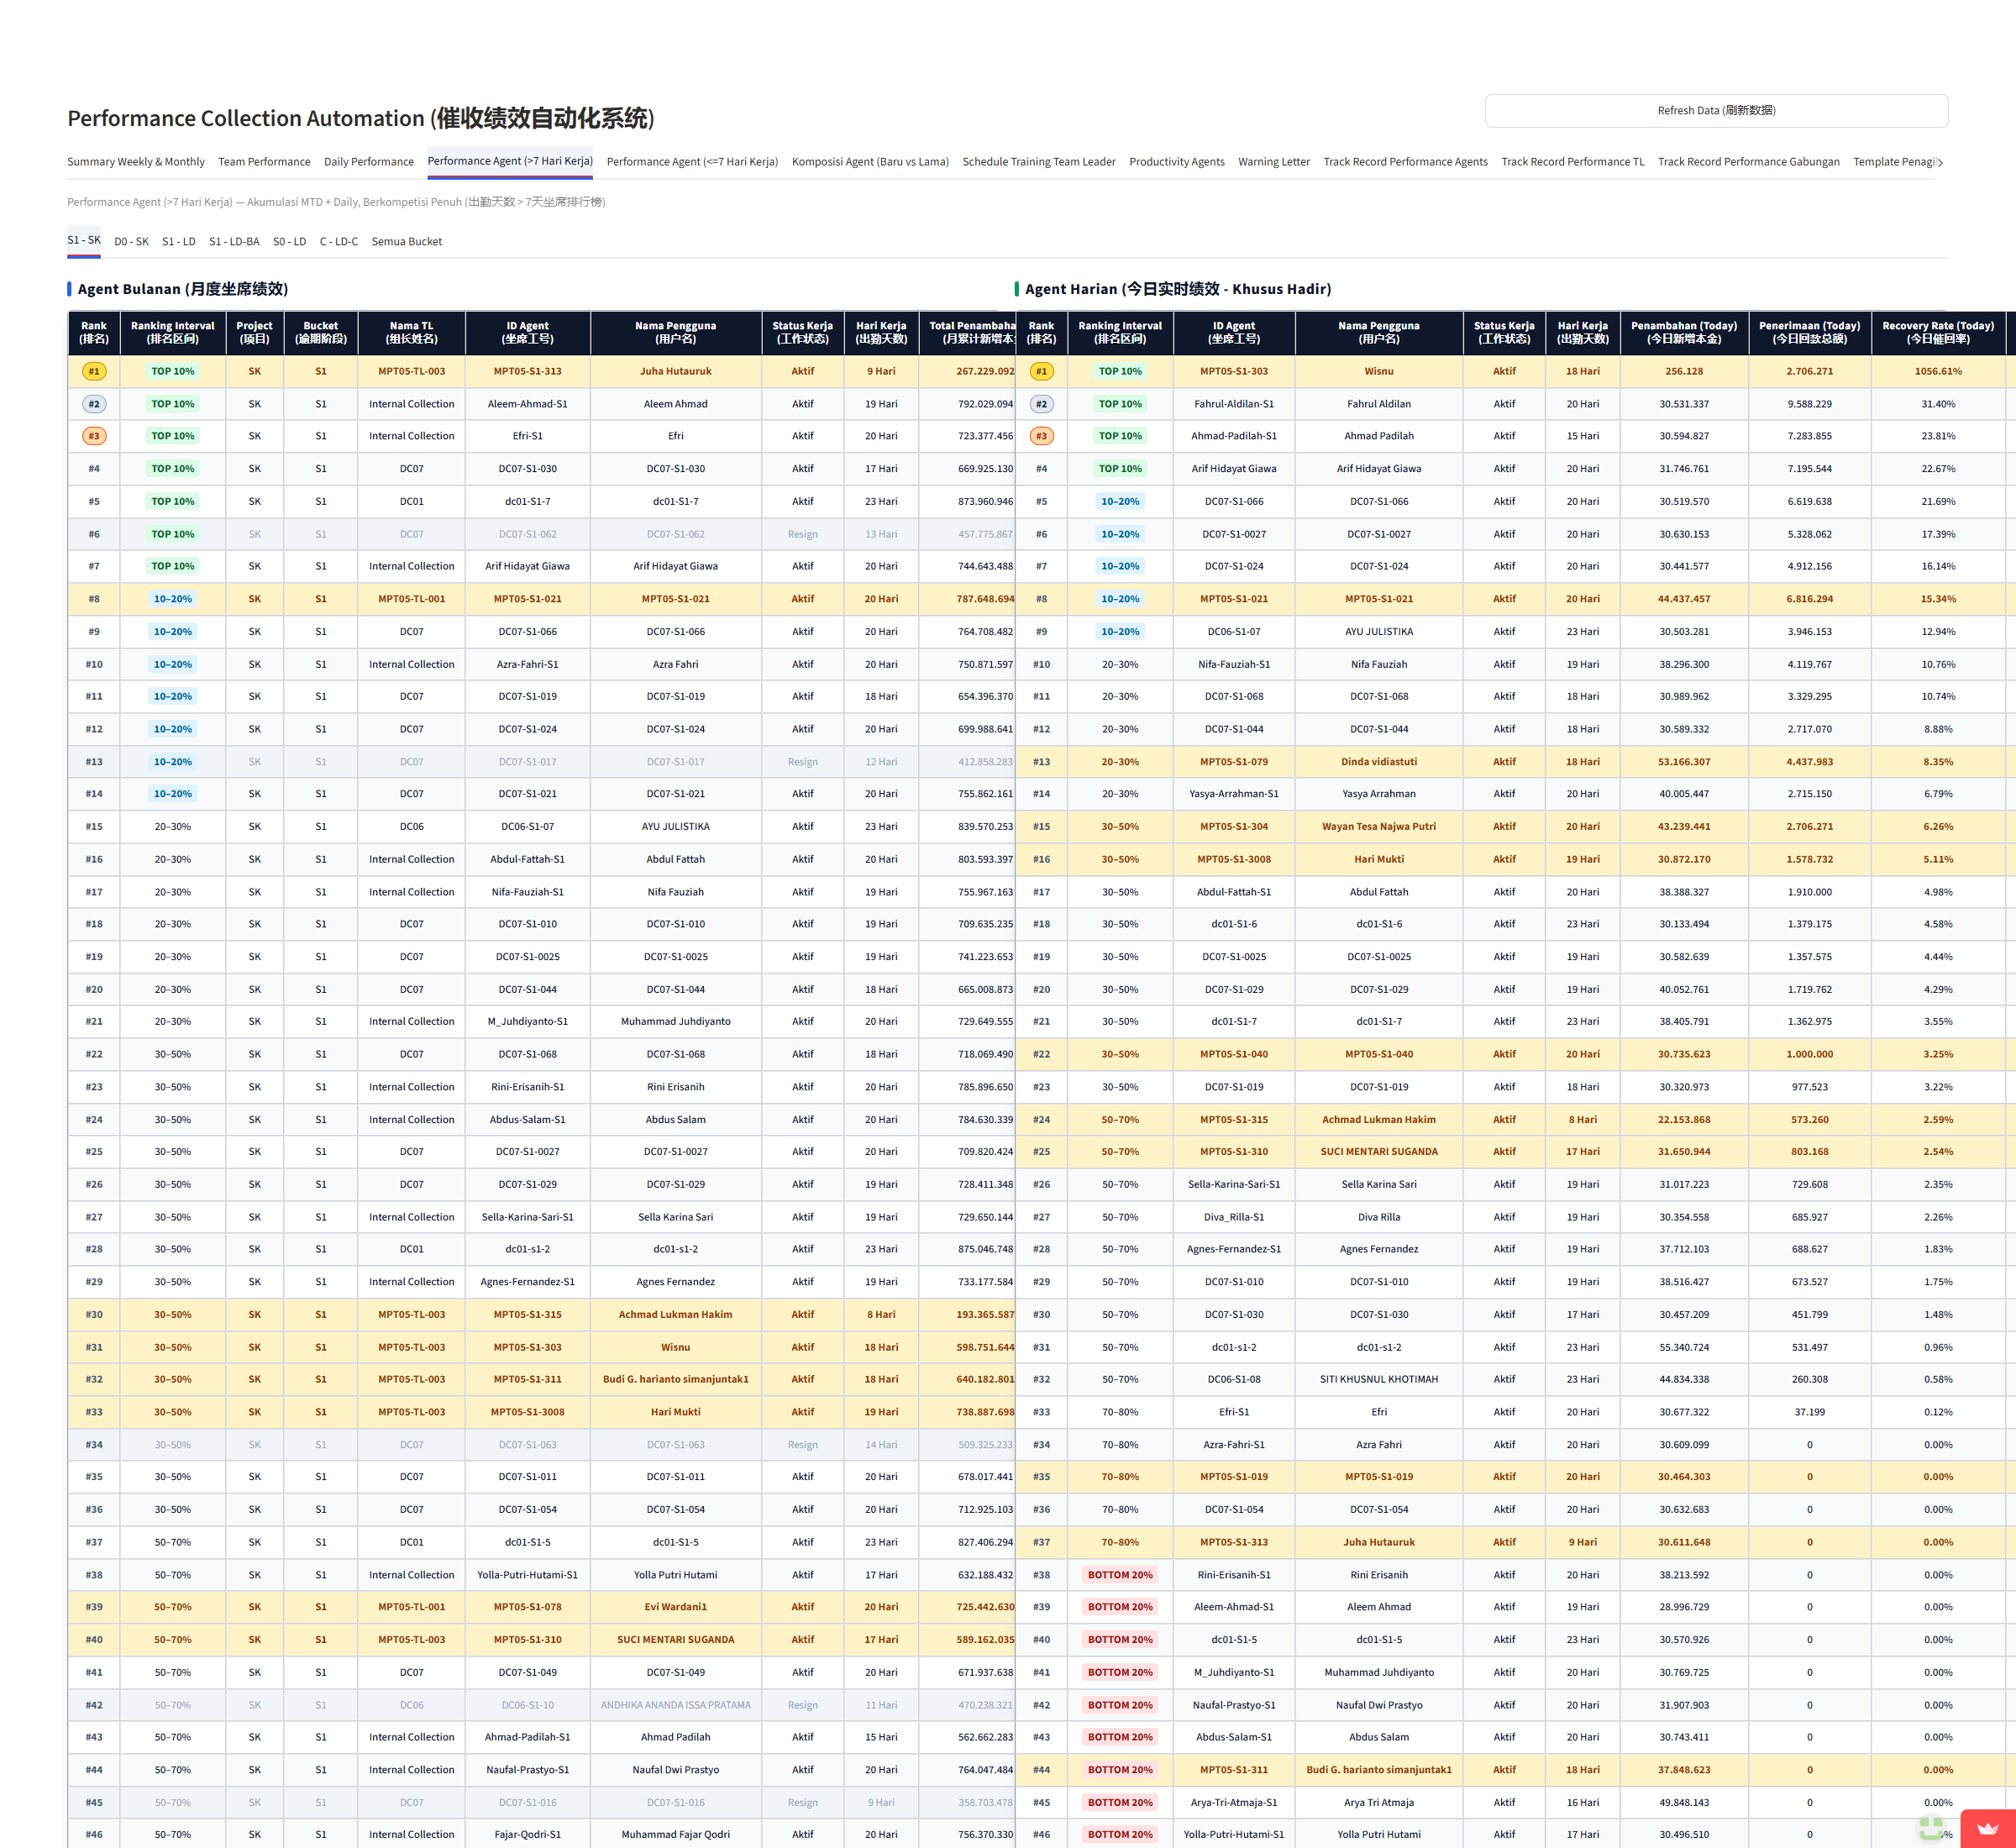 Performance Collection Automation (催收绩效自动化系统)
Refresh Data (刷新数据)
Summary Weekly & Monthly Team Performance Daily Performance Performance Agent (>7 Hari Kerja) Performance Agent (<=7 Hari Kerja) Komposisi Agent (Baru vs Lama) Schedule Training Team Leader Productivity Agents Warning Letter Track Record Performance Agents Track Record Performance TL Track Record Performance Gabungan Template Penagi
Performance Agent (>7 Hari Kerja) — Akumulasi MTD + Daily, Berkompetisi Penuh (出勤天数 > 7天坐席排行榜)
S1 - SK D0 - SK S1 - LD S1 - LD-BA S0 - LD C - LD-C Semua Bucket
Agent Bulanan (月度坐席绩效)
Rank Ranking Interval Project Bucket Nama TL ID Agent Nama Pengguna Status Kerja Hari Kerja Total Penambaha
(排名) (排名区间) (项目) (逾期阶段) (组长姓名) (坐席工号) (用户名) (工作状态) (出勤天数) (月累计新增本
#1 TOP 10% SK S1 MPT05-TL-003 MPT05-S1-313 Juha Hutauruk Aktif 9 Hari 267.229.092
#2 TOP 10% SK S1 Internal Collection Aleem-Ahmad-S1 Aleem Ahmad Aktif 19 Hari 792.029.094
#3 TOP 10% SK S1 Internal Collection Efri-S1 Efri Aktif 20 Hari 723.377.456
#4 TOP 10% SK S1 DC07 DC07-S1-030 DC07-S1-030 Aktif 17 Hari 669.925.130
#5 TOP 10% SK S1 DC01 dc01-S1-7 dc01-S1-7 Aktif 23 Hari 873.960.946
#6 TOP 10% SK S1 DC07 DC07-S1-062 DC07-S1-062 Resign 13 Hari 457.775.867
#7 TOP 10% SK S1 Internal Collection Arif Hidayat Giawa Arif Hidayat Giawa Aktif 20 Hari 744.643.488
#8 10–20% SK S1 MPT05-TL-001 MPT05-S1-021 MPT05-S1-021 Aktif 20 Hari 787.648.694
#9 10–20% SK S1 DC07 DC07-S1-066 DC07-S1-066 Aktif 20 Hari 764.708.482
#10 10–20% SK S1 Internal Collection Azra-Fahri-S1 Azra Fahri Aktif 20 Hari 750.871.597
#11 10–20% SK S1 DC07 DC07-S1-019 DC07-S1-019 Aktif 18 Hari 654.396.370
#12 10–20% SK S1 DC07 DC07-S1-024 DC07-S1-024 Aktif 20 Hari 699.988.641
#13 10–20% SK S1 DC07 DC07-S1-017 DC07-S1-017 Resign 12 Hari 412.858.283
#14 10–20% SK S1 DC07 DC07-S1-021 DC07-S1-021 Aktif 20 Hari 755.862.161
#15 20–30% SK S1 DC06 DC06-S1-07 AYU JULISTIKA Aktif 23 Hari 839.570.253
#16 20–30% SK S1 Internal Collection Abdul-Fattah-S1 Abdul Fattah Aktif 20 Hari 803.593.397
#17 20–30% SK S1 Internal Collection Nifa-Fauziah-S1 Nifa Fauziah Aktif 19 Hari 755.967.163
#18 20–30% SK S1 DC07 DC07-S1-010 DC07-S1-010 Aktif 19 Hari 709.635.235
#19 20–30% SK S1 DC07 DC07-S1-0025 DC07-S1-0025 Aktif 19 Hari 741.223.653
#20 20–30% SK S1 DC07 DC07-S1-044 DC07-S1-044 Aktif 18 Hari 665.008.873
#21 20–30% SK S1 Internal Collection M_Juhdiyanto-S1 Muhammad Juhdiyanto Aktif 20 Hari 729.649.555
#22 30–50% SK S1 DC07 DC07-S1-068 DC07-S1-068 Aktif 18 Hari 718.069.490
#23 30–50% SK S1 Internal Collection Rini-Erisanih-S1 Rini Erisanih Aktif 20 Hari 785.896.650
#24 30–50% SK S1 Internal Collection Abdus-Salam-S1 Abdus Salam Aktif 20 Hari 784.630.339
#25 30–50% SK S1 DC07 DC07-S1-0027 DC07-S1-0027 Aktif 20 Hari 709.820.424
#26 30–50% SK S1 DC07 DC07-S1-029 DC07-S1-029 Aktif 19 Hari 728.411.348
#27 30–50% SK S1 Internal Collection Sella-Karina-Sari-S1 Sella Karina Sari Aktif 19 Hari 729.650.144
#28 30–50% SK S1 DC01 dc01-s1-2 dc01-s1-2 Aktif 23 Hari 875.046.748
#29 30–50% SK S1 Internal Collection Agnes-Fernandez-S1 Agnes Fernandez Aktif 19 Hari 733.177.584
#30 30–50% SK S1 MPT05-TL-003 MPT05-S1-315 Achmad Lukman Hakim Aktif 8 Hari 193.365.587
#31 30–50% SK S1 MPT05-TL-003 MPT05-S1-303 Wisnu Aktif 18 Hari 598.751.644
#32 30–50% SK S1 MPT05-TL-003 MPT05-S1-311 Budi G. harianto simanjuntak1 Aktif 18 Hari 640.182.801
#33 30–50% SK S1 MPT05-TL-003 MPT05-S1-3008 Hari Mukti Aktif 19 Hari 738.887.698
#34 30–50% SK S1 DC07 DC07-S1-063 DC07-S1-063 Resign 14 Hari 509.325.233
#35 30–50% SK S1 DC07 DC07-S1-011 DC07-S1-011 Aktif 20 Hari 678.017.441
#36 30–50% SK S1 DC07 DC07-S1-054 DC07-S1-054 Aktif 20 Hari 712.925.103
#37 50–70% SK S1 DC01 dc01-S1-5 dc01-S1-5 Aktif 23 Hari 827.406.294
#38 50–70% SK S1 Internal Collection Yolla-Putri-Hutami-S1 Yolla Putri Hutami Aktif 17 Hari 632.188.432
#39 50–70% SK S1 MPT05-TL-001 MPT05-S1-078 Evi Wardani1 Aktif 20 Hari 725.442.630
#40 50–70% SK S1 MPT05-TL-003 MPT05-S1-310 SUCI MENTARI SUGANDA Aktif 17 Hari 589.162.035
#41 50–70% SK S1 DC07 DC07-S1-049 DC07-S1-049 Aktif 20 Hari 671.937.638
#42 50–70% SK S1 DC06 DC06-S1-10 ANDHIKA ANANDA ISSA PRATAMA Resign 11 Hari 470.238.321
#43 50–70% SK S1 Internal Collection Ahmad-Padilah-S1 Ahmad Padilah Aktif 15 Hari 562.662.283
#44 50–70% SK S1 Internal Collection Naufal-Prastyo-S1 Naufal Dwi Prastyo Aktif 20 Hari 764.047.484
#45 50–70% SK S1 DC07 DC07-S1-016 DC07-S1-016 Resign 9 Hari 358.703.478
#46 50–70% SK S1 Internal Collection Fajar-Qodri-S1 Muhammad Fajar Qodri Aktif 20 Hari 756.370.330
Agent Harian (今日实时绩效 - Khusus Hadir)
Rank Ranking Interval ID Agent Nama Pengguna Status Kerja Hari Kerja Penambahan (Today) Penerimaan (Today) Recovery Rate (Today)
(排名) (排名区间) (坐席工号) (用户名) (工作状态) (出勤天数) (今日新增本金) (今日回款总额) (今日催回率)
#1 TOP 10% MPT05-S1-303 Wisnu Aktif 18 Hari 256.128 2.706.271 1056.61%
#2 TOP 10% Fahrul-Aldilan-S1 Fahrul Aldilan Aktif 20 Hari 30.531.337 9.588.229 31.40%
#3 TOP 10% Ahmad-Padilah-S1 Ahmad Padilah Aktif 15 Hari 30.594.827 7.283.855 23.81%
#4 TOP 10% Arif Hidayat Giawa Arif Hidayat Giawa Aktif 20 Hari 31.746.761 7.195.544 22.67%
#5 10–20% DC07-S1-066 DC07-S1-066 Aktif 20 Hari 30.519.570 6.619.638 21.69%
#6 10–20% DC07-S1-0027 DC07-S1-0027 Aktif 20 Hari 30.630.153 5.328.062 17.39%
#7 10–20% DC07-S1-024 DC07-S1-024 Aktif 20 Hari 30.441.577 4.912.156 16.14%
#8 10–20% MPT05-S1-021 MPT05-S1-021 Aktif 20 Hari 44.437.457 6.816.294 15.34%
#9 10–20% DC06-S1-07 AYU JULISTIKA Aktif 23 Hari 30.503.281 3.946.153 12.94%
#10 20–30% Nifa-Fauziah-S1 Nifa Fauziah Aktif 19 Hari 38.296.300 4.119.767 10.76%
#11 20–30% DC07-S1-068 DC07-S1-068 Aktif 18 Hari 30.989.962 3.329.295 10.74%
#12 20–30% DC07-S1-044 DC07-S1-044 Aktif 18 Hari 30.589.332 2.717.070 8.88%
#13 20–30% MPT05-S1-079 Dinda vidiastuti Aktif 18 Hari 53.166.307 4.437.983 8.35%
#14 20–30% Yasya-Arrahman-S1 Yasya Arrahman Aktif 20 Hari 40.005.447 2.715.150 6.79%
#15 30–50% MPT05-S1-304 Wayan Tesa Najwa Putri Aktif 20 Hari 43.239.441 2.706.271 6.26%
#16 30–50% MPT05-S1-3008 Hari Mukti Aktif 19 Hari 30.872.170 1.578.732 5.11%
#17 30–50% Abdul-Fattah-S1 Abdul Fattah Aktif 20 Hari 38.388.327 1.910.000 4.98%
#18 30–50% dc01-S1-6 dc01-S1-6 Aktif 23 Hari 30.133.494 1.379.175 4.58%
#19 30–50% DC07-S1-0025 DC07-S1-0025 Aktif 19 Hari 30.582.639 1.357.575 4.44%
#20 30–50% DC07-S1-029 DC07-S1-029 Aktif 19 Hari 40.052.761 1.719.762 4.29%
#21 30–50% dc01-S1-7 dc01-S1-7 Aktif 23 Hari 38.405.791 1.362.975 3.55%
#22 30–50% MPT05-S1-040 MPT05-S1-040 Aktif 20 Hari 30.735.623 1.000.000 3.25%
#23 30–50% DC07-S1-019 DC07-S1-019 Aktif 18 Hari 30.320.973 977.523 3.22%
#24 50–70% MPT05-S1-315 Achmad Lukman Hakim Aktif 8 Hari 22.153.868 573.260 2.59%
#25 50–70% MPT05-S1-310 SUCI MENTARI SUGANDA Aktif 17 Hari 31.650.944 803.168 2.54%
#26 50–70% Sella-Karina-Sari-S1 Sella Karina Sari Aktif 19 Hari 31.017.223 729.608 2.35%
#27 50–70% Diva_Rilla-S1 Diva Rilla Aktif 19 Hari 30.354.558 685.927 2.26%
#28 50–70% Agnes-Fernandez-S1 Agnes Fernandez Aktif 19 Hari 37.712.103 688.627 1.83%
#29 50–70% DC07-S1-010 DC07-S1-010 Aktif 19 Hari 38.516.427 673.527 1.75%
#30 50–70% DC07-S1-030 DC07-S1-030 Aktif 17 Hari 30.457.209 451.799 1.48%
#31 50–70% dc01-s1-2 dc01-s1-2 Aktif 23 Hari 55.340.724 531.497 0.96%
#32 50–70% DC06-S1-08 SITI KHUSNUL KHOTIMAH Aktif 23 Hari 44.834.338 260.308 0.58%
#33 70–80% Efri-S1 Efri Aktif 20 Hari 30.677.322 37.199 0.12%
#34 70–80% Azra-Fahri-S1 Azra Fahri Aktif 20 Hari 30.609.099 0 0.00%
#35 70–80% MPT05-S1-019 MPT05-S1-019 Aktif 20 Hari 30.464.303 0 0.00%
#36 70–80% DC07-S1-054 DC07-S1-054 Aktif 20 Hari 30.632.683 0 0.00%
#37 70–80% MPT05-S1-313 Juha Hutauruk Aktif 9 Hari 30.611.648 0 0.00%
#38 BOTTOM 20% Rini-Erisanih-S1 Rini Erisanih Aktif 20 Hari 38.213.592 0 0.00%
#39 BOTTOM 20% Aleem-Ahmad-S1 Aleem Ahmad Aktif 19 Hari 28.996.729 0 0.00%
#40 BOTTOM 20% dc01-S1-5 dc01-S1-5 Aktif 23 Hari 30.570.926 0 0.00%
#41 BOTTOM 20% M_Juhdiyanto-S1 Muhammad Juhdiyanto Aktif 20 Hari 30.769.725 0 0.00%
#42 BOTTOM 20% Naufal-Prastyo-S1 Naufal Dwi Prastyo Aktif 20 Hari 31.907.903 0 0.00%
#43 BOTTOM 20% Abdus-Salam-S1 Abdus Salam Aktif 20 Hari 30.743.411 0 0.00%
#44 BOTTOM 20% MPT05-S1-311 Budi G. harianto simanjuntak1 Aktif 18 Hari 37.848.623 0 0.00%
#45 BOTTOM 20% Arya-Tri-Atmaja-S1 Arya Tri Atmaja Aktif 16 Hari 49.848.143 0 0.00%
#46 BOTTOM 20% Yolla-Putri-Hutami-S1 Yolla Putri Hutami Aktif 17 Hari 30.496.510 0